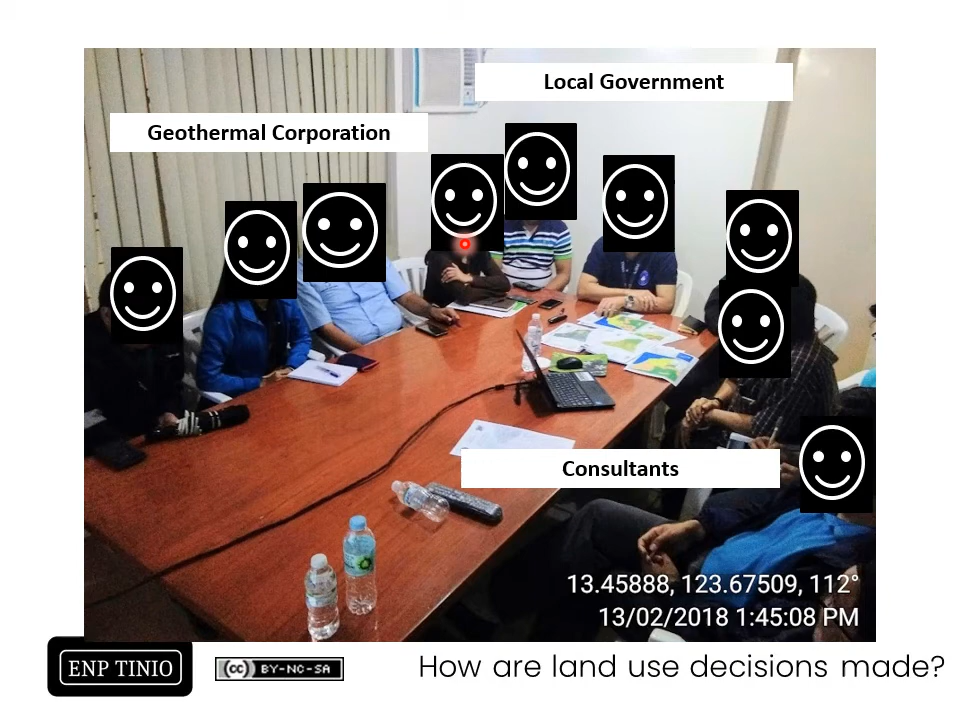 Local Government
Geothermal Corporation
Consultants
13.45888, 123.67509, 112°
13/02/2018 1:45:08 PM
ENP TINIO
cc BY-NC-SA
How are land use decisions made?